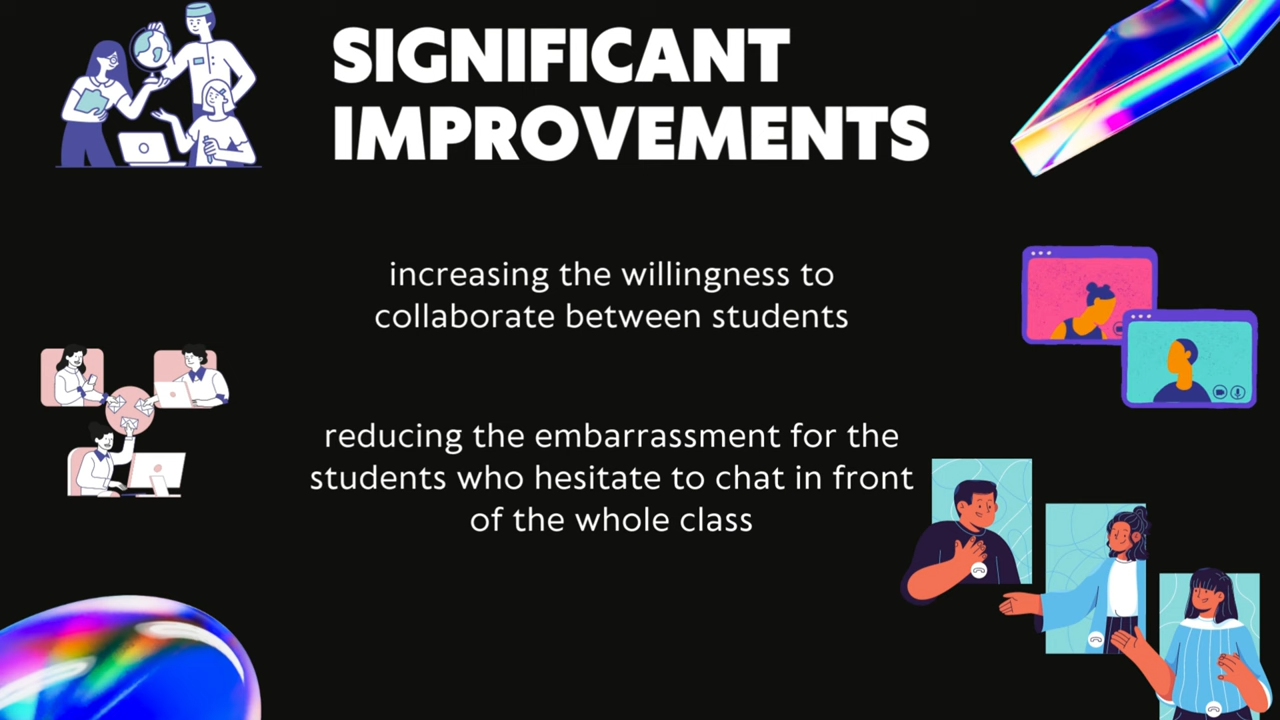 SIGNIFICANT
IMPROVEMENTS
increasing the willingness to
collaborate between students
reducing the embarrassment for the
students who hesitate to chat in front
of the whole class